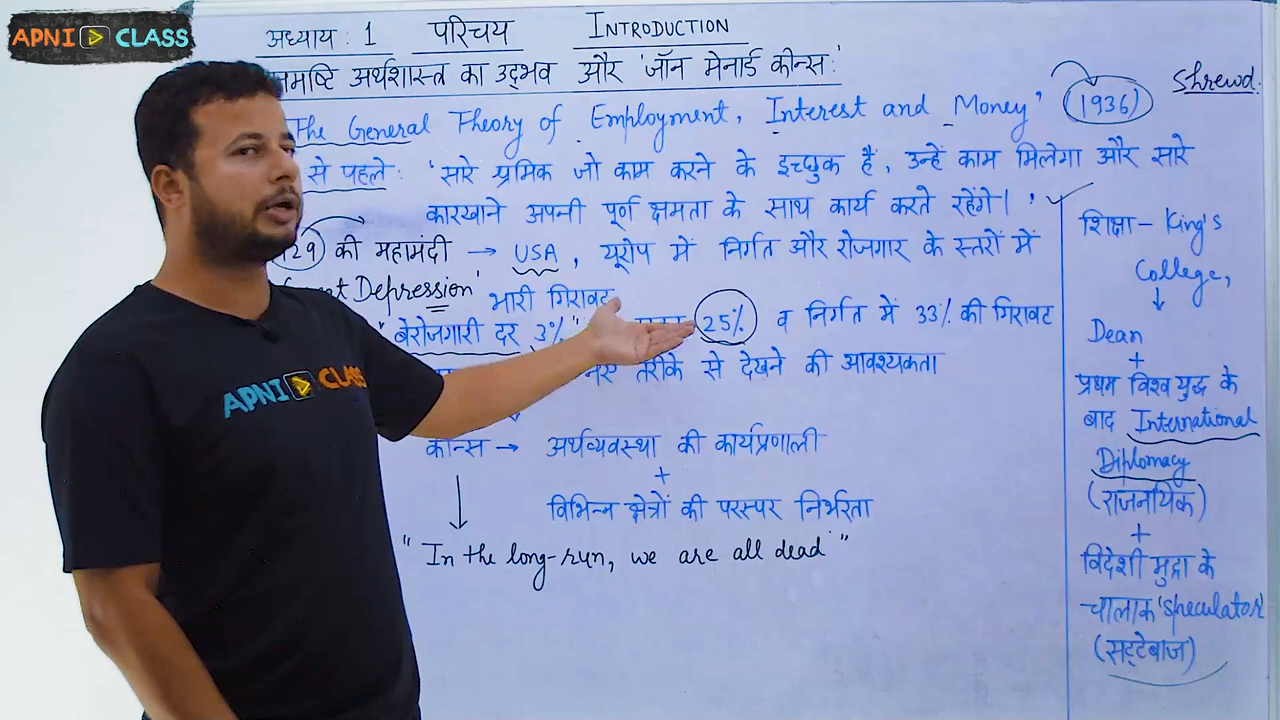 APNI CLASS
अध्याय : 1 परिचय INTRODUCTION
समष्टि अर्थशास्त्र का उद्भव और 'जॉन मेनार्ड कीन्स'
The General Theory of Employment, Interest and Money' (1936)
Shrewd.
से पहले : 'सारे श्रमिक जो काम करने के इच्छुक हैं, उन्हें काम मिलेगा और सारे
कारखाने अपनी पूर्ण क्षमता के साथ कार्य करते रहेंगे।'
29 की महामंदी → USA, यूरोप में निर्गत और रोजगार के स्तरों में
Depression' भारी गिरावट
"बेरोजगारी दर 3%" 25% व निर्गत में 33% की गिरावट
तरीके से देखने की आवश्यकता
कीन्स → अर्थव्यवस्था की कार्यप्रणाली
+
विभिन्न क्षेत्रों की परस्पर निर्भरता
"In the long-run, we are all dead"
शिक्षा - King's
College,
↓
Dean
+
प्रथम विश्व युद्ध के
बाद International
Diplomacy
(राजनयिक)
+
विदेशी मुद्रा के
चालाक 'speculator'
(सट्टेबाज)
APNI CLASS